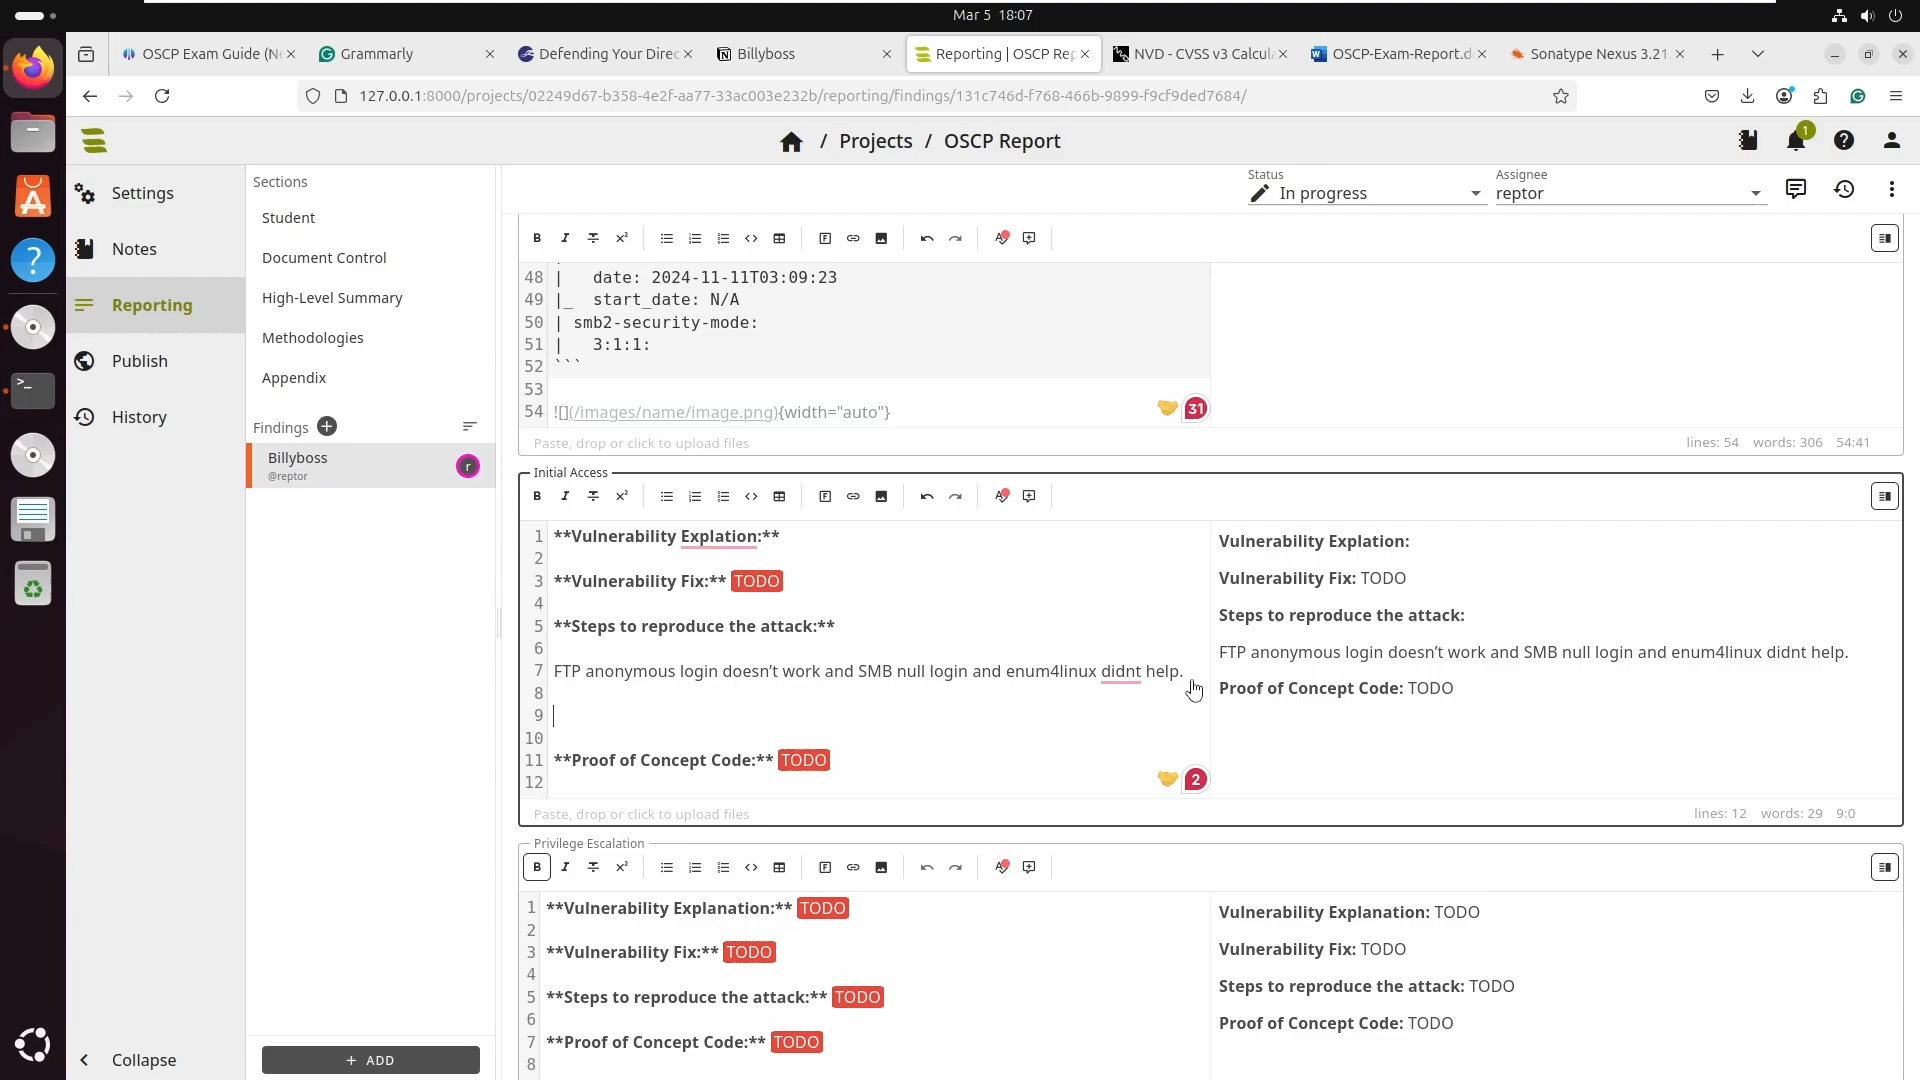 Mar 5  18:07
OSCP Exam Guide (Ne
Grammarly
Defending Your Direc
Billyboss
Reporting | OSCP Rep
NVD - CVSS v3 Calcula
OSCP-Exam-Report.d
Sonatype Nexus 3.21.
127.0.0.1:8000/projects/02249d67-b358-4e2f-aa77-33ac003e232b/reporting/findings/131c746d-f768-466b-9899-f9cf9ded7684/
/ Projects / OSCP Report
1
Settings
Notes
Reporting
Publish
History
Collapse
Sections
Student
Document Control
High-Level Summary
Methodologies
Appendix
Findings
Billyboss
@reptor
r
+ ADD
Status
In progress
Assignee
reptor
48 |   date: 2024-11-11T03:09:23
49 |_  start_date: N/A
50 | smb2-security-mode:
51 |   3:1:1:
52 ```
53
54 ![](/images/name/image.png){width="auto"}
31
Paste, drop or click to upload files
lines: 54 words: 306 54:41
Initial Access
1 **Vulnerability Explation:**
2
3 **Vulnerability Fix:** TODO
4
5 **Steps to reproduce the attack:**
6
7 FTP anonymous login doesn’t work and SMB null login and enum4linux didnt help.
8
9
10
11 **Proof of Concept Code:** TODO
12
2
Vulnerability Explation:
Vulnerability Fix: TODO
Steps to reproduce the attack:
FTP anonymous login doesn’t work and SMB null login and enum4linux didnt help.
Proof of Concept Code: TODO
Paste, drop or click to upload files
lines: 12 words: 29 9:0
Privilege Escalation
1 **Vulnerability Explanation:** TODO
2
3 **Vulnerability Fix:** TODO
4
5 **Steps to reproduce the attack:** TODO
6
7 **Proof of Concept Code:** TODO
8
Vulnerability Explanation: TODO
Vulnerability Fix: TODO
Steps to reproduce the attack: TODO
Proof of Concept Code: TODO